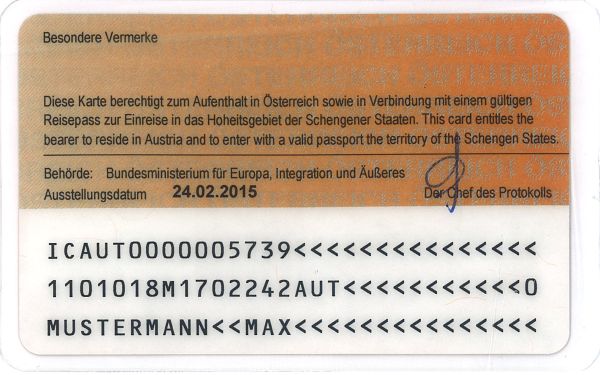 Besondere Vermerke
Diese Karte berechtigt zum Aufenthalt in Österreich sowie in Verbindung mit einem gültigen
Reisepass zur Einreise in das Hoheitsgebiet der Schengener Staaten. This card entitles the
bearer to reside in Austria and to enter with a valid passport the territory of the Schengen States.
Behörde: Bundesministerium für Europa, Integration und Äußeres
Ausstellungsdatum 24.02.2015 Der Chef des Protokolls
ICAUT0000005739<<<<<<<<<<<<<<<
1101018M1702242AUT<<<<<<<<<<<0
MUSTERMANN<<MAX<<<<<<<<<<<<<<<